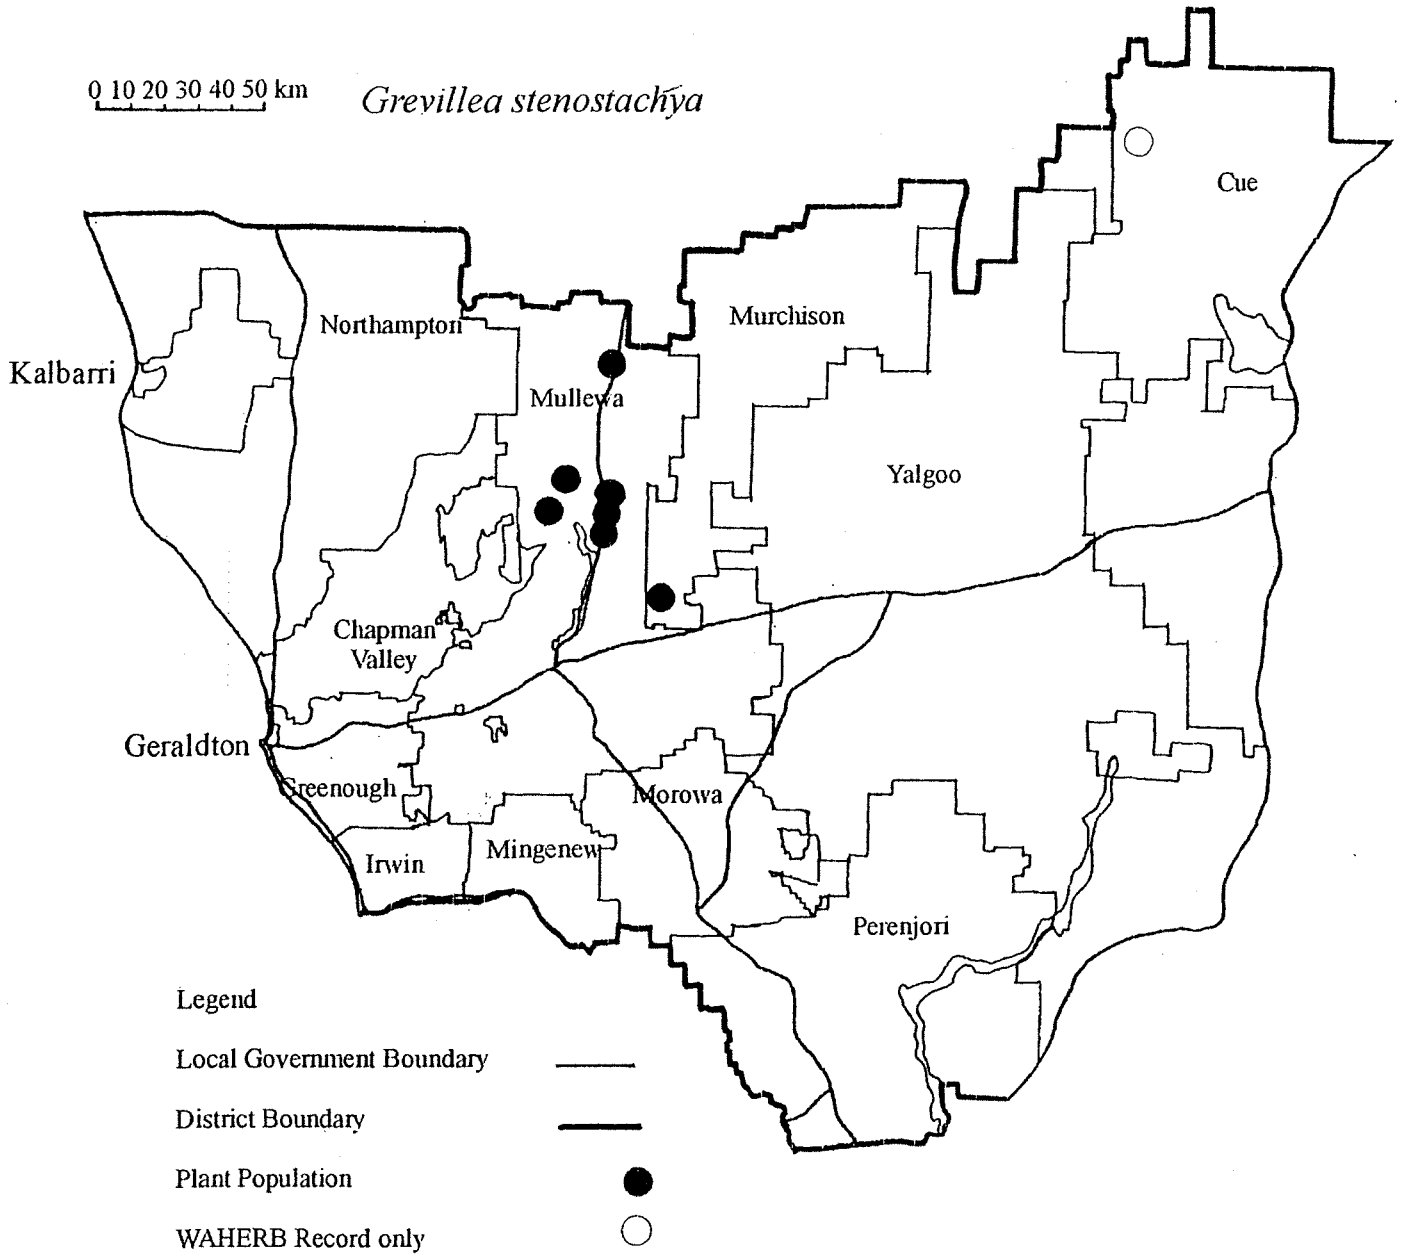 0 10 20 30 40 50 km
Grevillea stenostachya
Cue
Murchison
Northampton
Kalbarri
Mullewa
Yalgoo
Chapman
Valley
Geraldton
Greenough
Morowa
Irwin
Mingenew
Perenjori
Legend
Local Government Boundary
District Boundary
Plant Population
WAHERB Record only